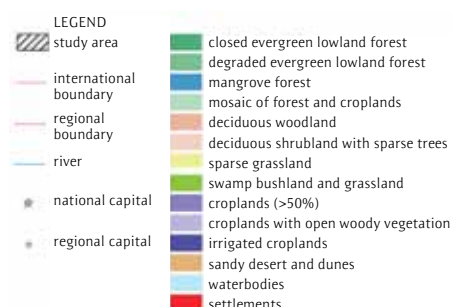 LEGEND
study area
international
boundary
regional
boundary
river
national capital
regional capital
closed evergreen lowland forest
degraded evergreen lowland forest
mangrove forest
mosaic of forest and croplands
deciduous woodland
deciduous shrubland with sparse trees
sparse grassland
swamp bushland and grassland
croplands (>50%)
croplands with open woody vegetation
irrigated croplands
sandy desert and dunes
waterbodies
settlements